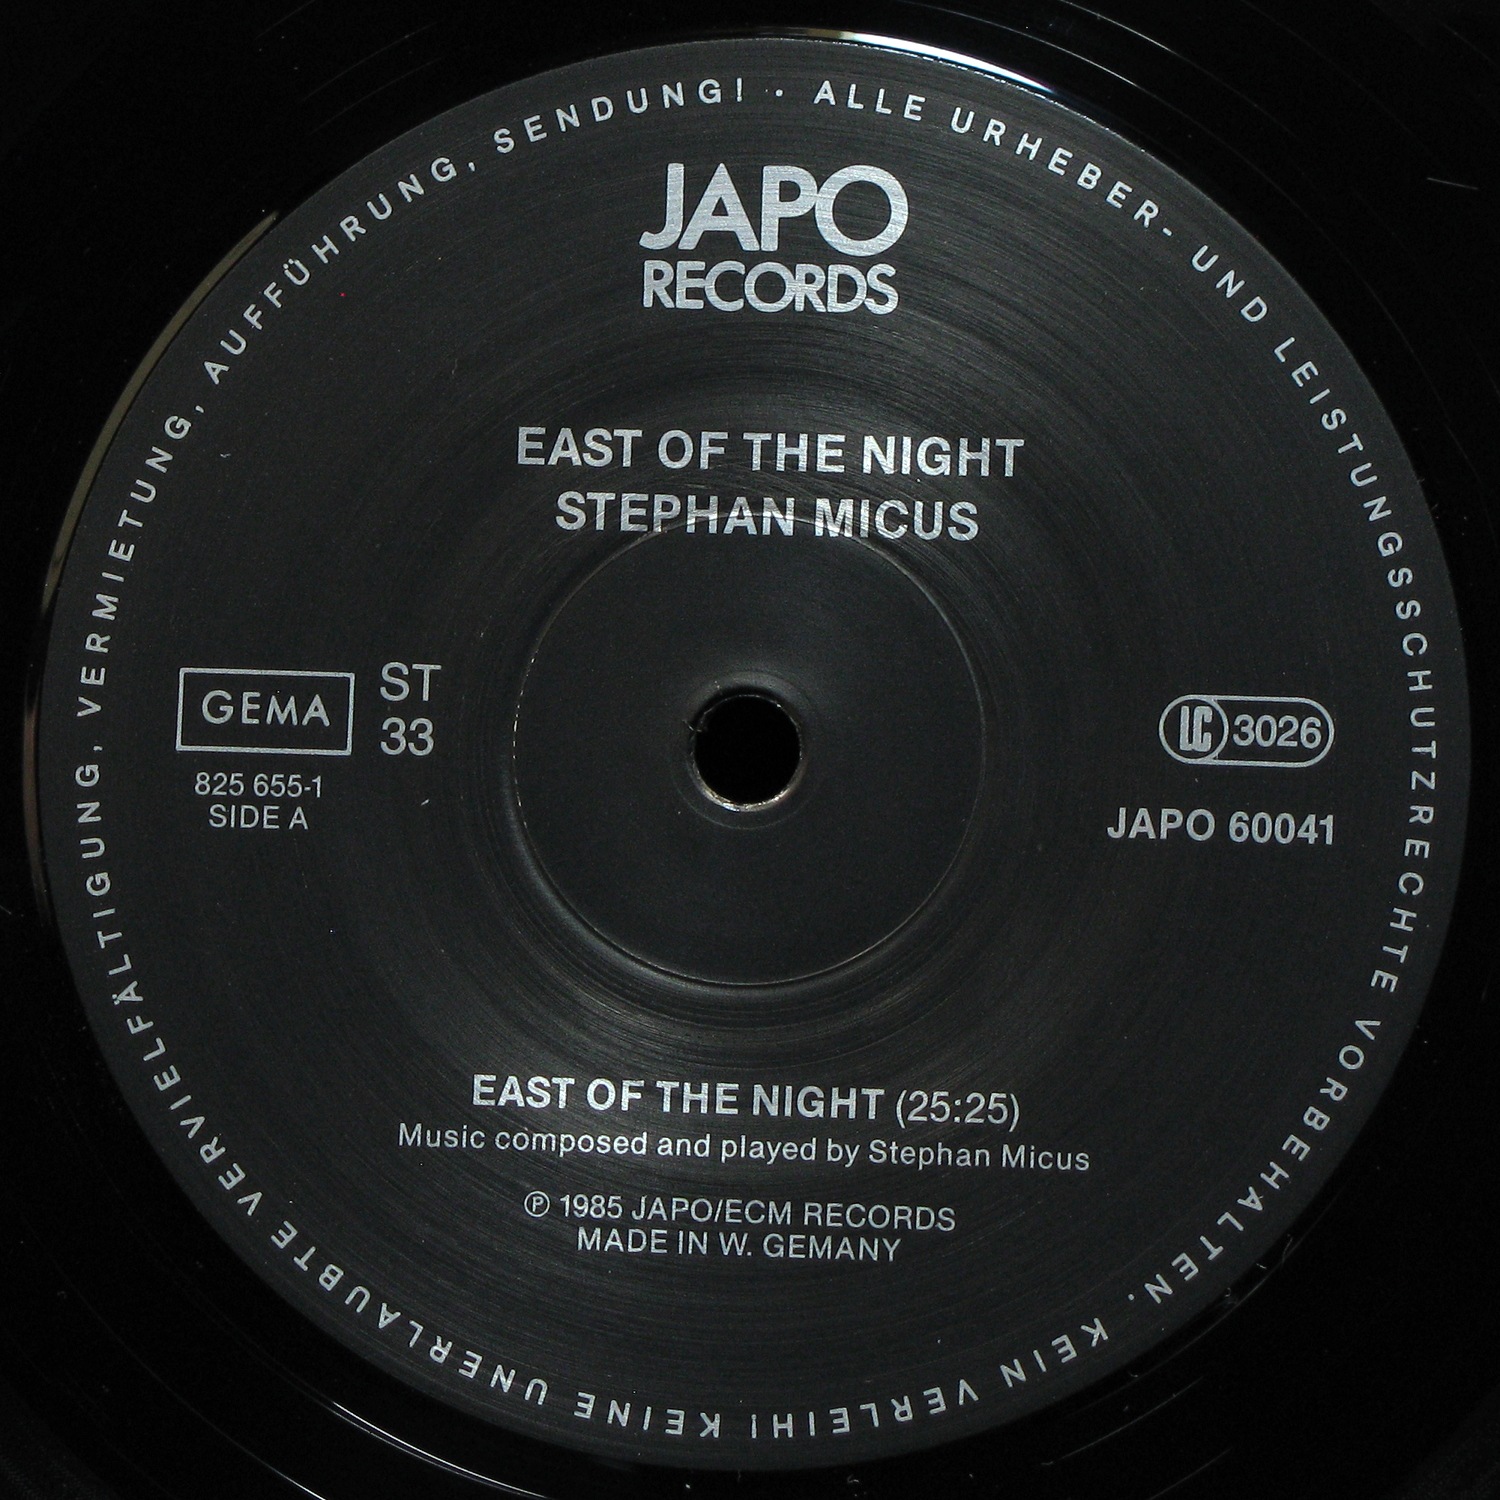 ALLE URHEBER- UND LEISTUNGSSCHUTZRECHTE VORBEHALTEN. KEIN VERLEIH! KEINE UNERLAUBTE VERVIELFÄLTIGUNG, VERMIETUNG, AUFFÜHRUNG, SENDUNG! ·
JAPO
RECORDS
EAST OF THE NIGHT
STEPHAN MICUS
GEMA
ST
33
825 655-1
SIDE A
LC 3026
JAPO 60041
EAST OF THE NIGHT (25:25)
Music composed and played by Stephan Micus
℗ 1985 JAPO/ECM RECORDS
MADE IN W. GEMANY